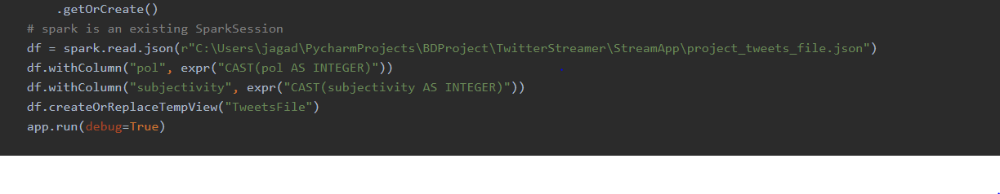 .getOrCreate()
# spark is an existing SparkSession
df = spark.read.json(r"C:\Users\jagad\PycharmProjects\BDProject\TwitterStreamer\StreamApp\project_tweets_file.json")
df.withColumn("pol", expr("CAST(pol AS INTEGER)"))
df.withColumn("subjectivity", expr("CAST(subjectivity AS INTEGER)"))
df.createOrReplaceTempView("TweetsFile")
app.run(debug=True)